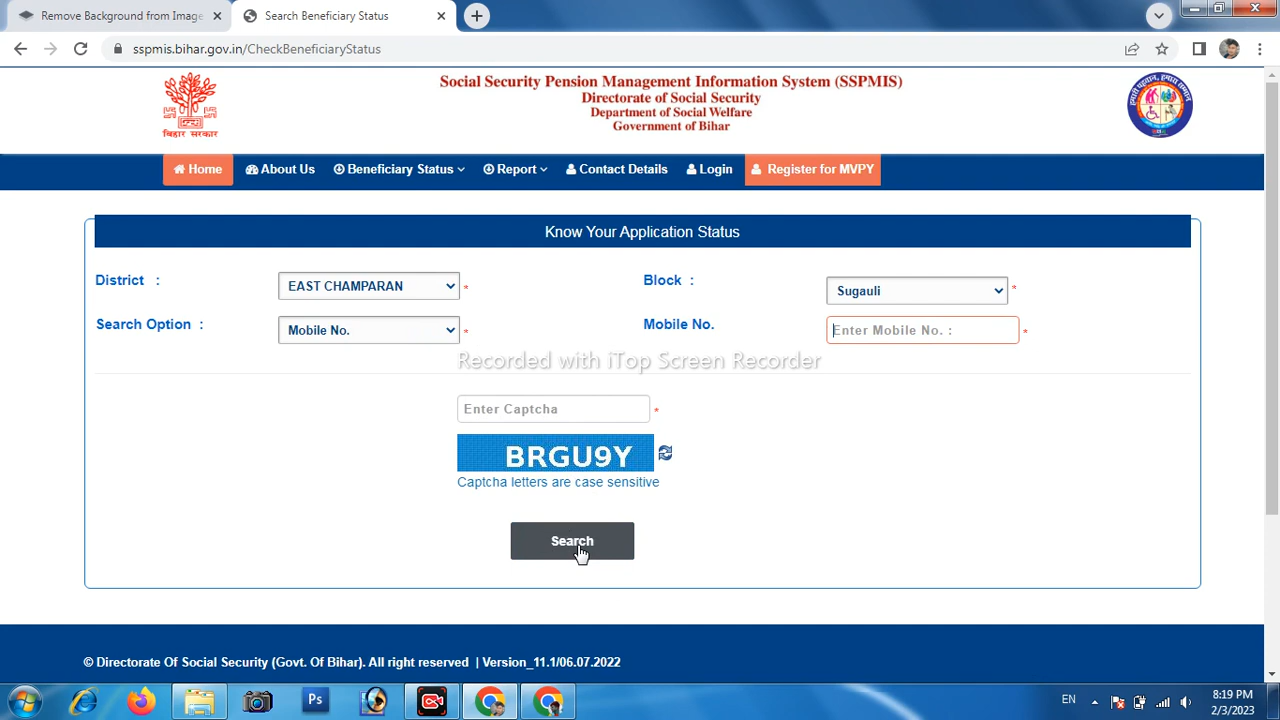 Remove Background from Image
Search Beneficiary Status
sspmis.bihar.gov.in/CheckBeneficiaryStatus
बिहार सरकार
Social Security Pension Management Information System (SSPMIS)
Directorate of Social Security
Department of Social Welfare
Government of Bihar
Home
About Us
Beneficiary Status
Report
Contact Details
Login
Register for MVPY
Know Your Application Status
District :
EAST CHAMPARAN
*
Block :
Sugauli
*
Search Option :
Mobile No.
*
Mobile No.
Enter Mobile No. :
*
Recorded with iTop Screen Recorder
Enter Captcha
*
BRGU9Y
Captcha letters are case sensitive
Search
© Directorate Of Social Security (Govt. Of Bihar). All right reserved | Version_11.1/06.07.2022
Ps
EN
8:19 PM
2/3/2023